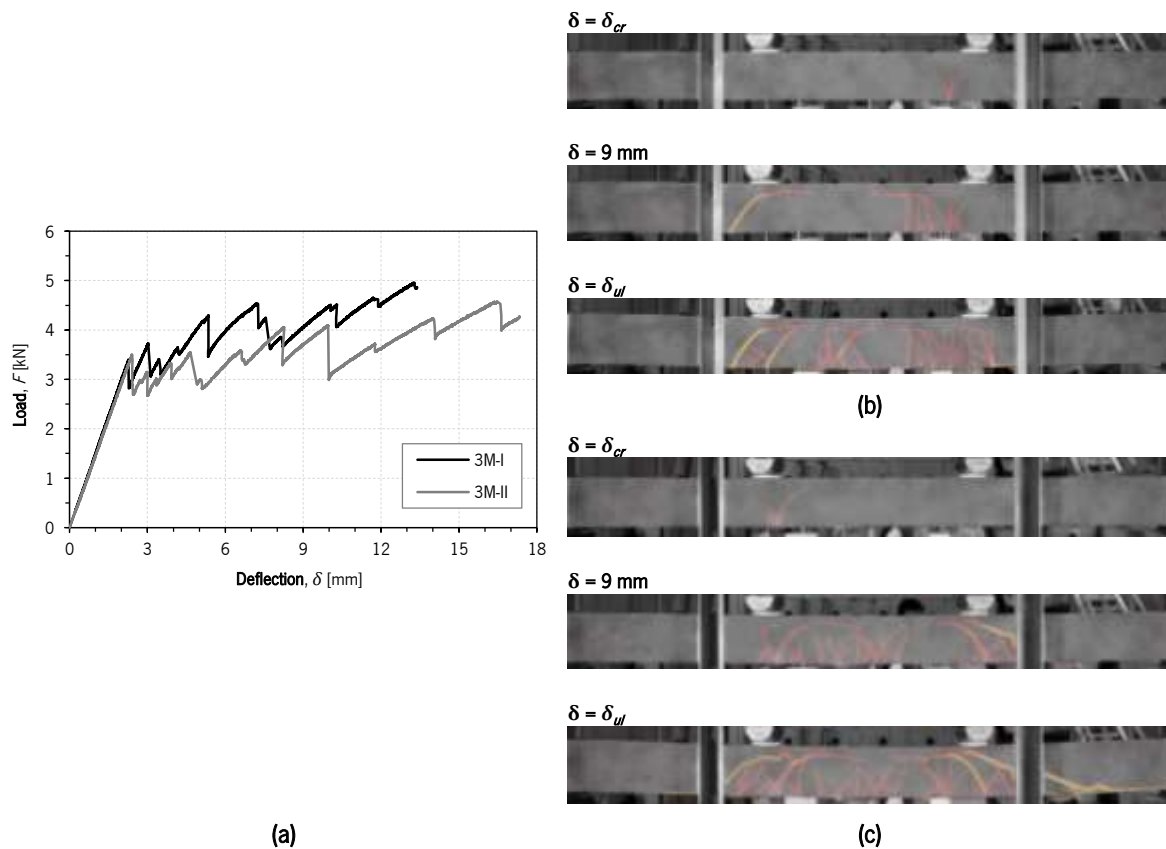 6
5
4
3
2
1
0
0 3 6 9 12 15 18
Load, F [kN]
Deflection, δ [mm]
3M-I
3M-II
(a)
δ = δcr
δ = 9 mm
δ = δul
(b)
δ = δcr
δ = 9 mm
δ = δul
(c)